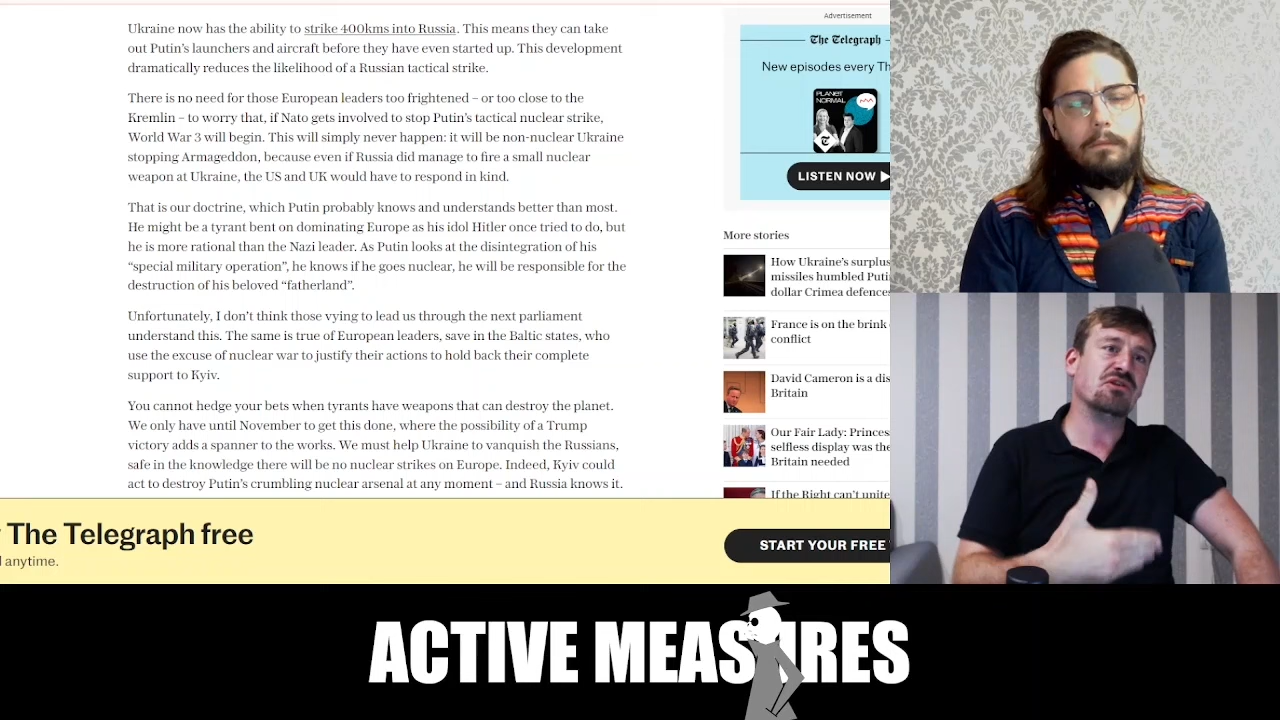 Ukraine now has the ability to strike 400kms into Russia. This means they can take
out Putin's launchers and aircraft before they have even started up. This development
dramatically reduces the likelihood of a Russian tactical strike.
There is no need for those European leaders too frightened – or too close to the
Kremlin – to worry that, if Nato gets involved to stop Putin's tactical nuclear strike,
World War 3 will begin. This will simply never happen: it will be non-nuclear Ukraine
stopping Armageddon, because even if Russia did manage to fire a small nuclear
weapon at Ukraine, the US and UK would have to respond in kind.
That is our doctrine, which Putin probably knows and understands better than most.
He might be a tyrant bent on dominating Europe as his idol Hitler once tried to do, but
he is more rational than the Nazi leader. As Putin looks at the disintegration of his
“special military operation”, he knows if he goes nuclear, he will be responsible for the
destruction of his beloved “fatherland”.
Unfortunately, I don't think those vying to lead us through the next parliament
understand this. The same is true of European leaders, save in the Baltic states, who
use the excuse of nuclear war to justify their actions to hold back their complete
support to Kyiv.
You cannot hedge your bets when tyrants have weapons that can destroy the planet.
We only have until November to get this done, where the possibility of a Trump
victory adds a spanner to the works. We must help Ukraine to vanquish the Russians,
safe in the knowledge there will be no nuclear strikes on Europe. Indeed, Kyiv could
act to destroy Putin's crumbling nuclear arsenal at any moment – and Russia knows it.
Advertisement
The Telegraph
New episodes every Th
PLANET
NORMAL
LISTEN NOW
More stories
How Ukraine's surplus
missiles humbled Puti
dollar Crimea defences
France is on the brink
conflict
David Cameron is a dis
Britain
Our Fair Lady: Princes
selfless display was the
Britain needed
If the Right can't unite
The Telegraph free
anytime.
START YOUR FREE
ACTIVE MEASURES